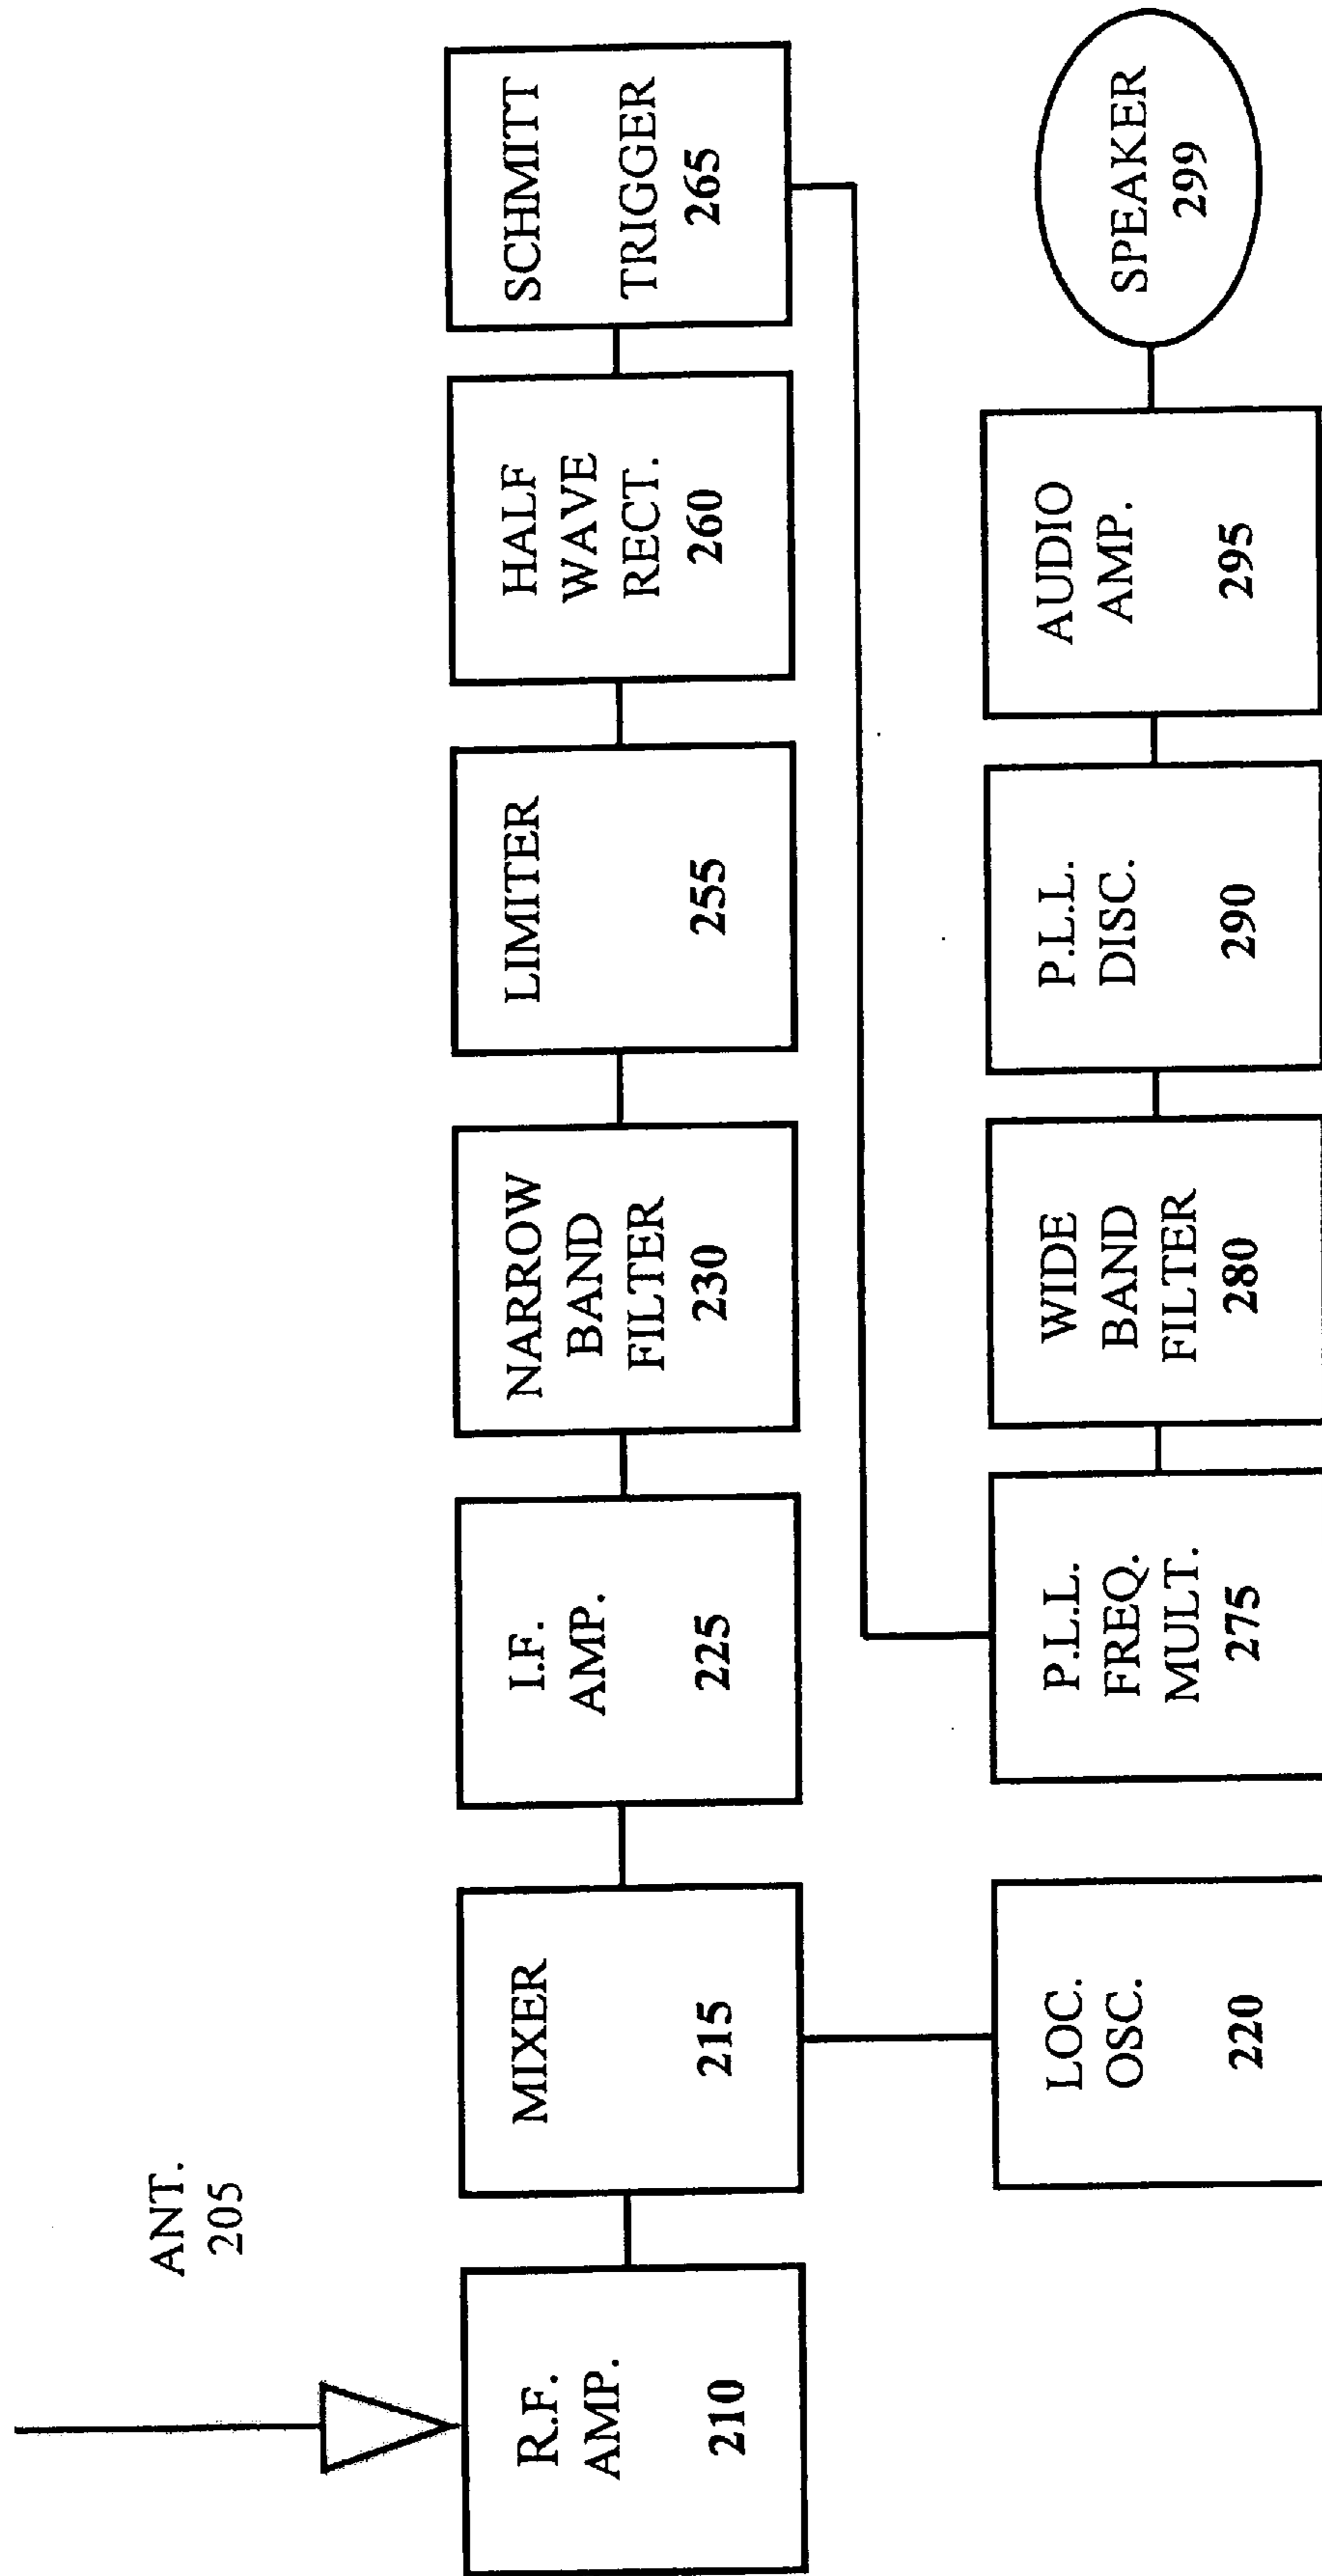 ANT.
205
R.F.
AMP.
210
MIXER
215
I.F.
AMP.
225
NARROW
BAND
FILTER
230
LIMITER
255
HALF
WAVE
RECT.
260
SCHMITT
TRIGGER
265
LOC.
OSC.
220
P.L.L.
FREQ.
MULT.
275
WIDE
BAND
FILTER
280
P.L.L.
DISC.
290
AUDIO
AMP.
295
SPEAKER
299